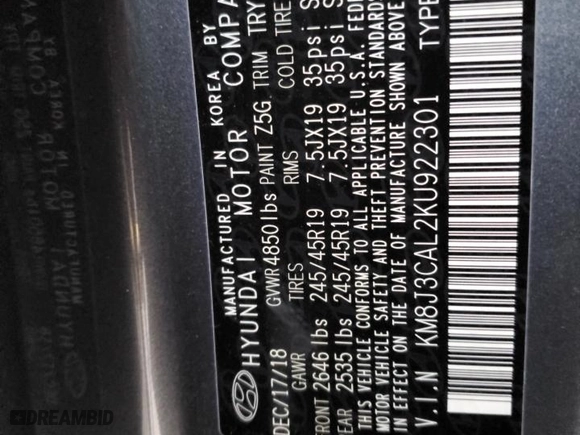 MANUFACTURED IN KOREA BY
HYUNDAI MOTOR COMPA
DEC/17/18 GVWR 4850 lbs PAINT Z5G TRIM TRY
GAWR TIRES RIMS COLD TIRE
FRONT 2646 lbs 245/45R19 7.5JX19 35psi S
REAR 2535 lbs 245/45R19 7.5JX19 35psi S
THIS VEHICLE CONFORMS TO ALL APPLICABLE U.S.A. FEDE
MOTOR VEHICLE SAFETY AND THEFT PREVENTION STANDARDS
IN EFFECT ON THE DATE OF MANUFACTURE SHOWN ABOVE
V.I.N KM8J3CAL2KU922301 TYPE
DREAMBID